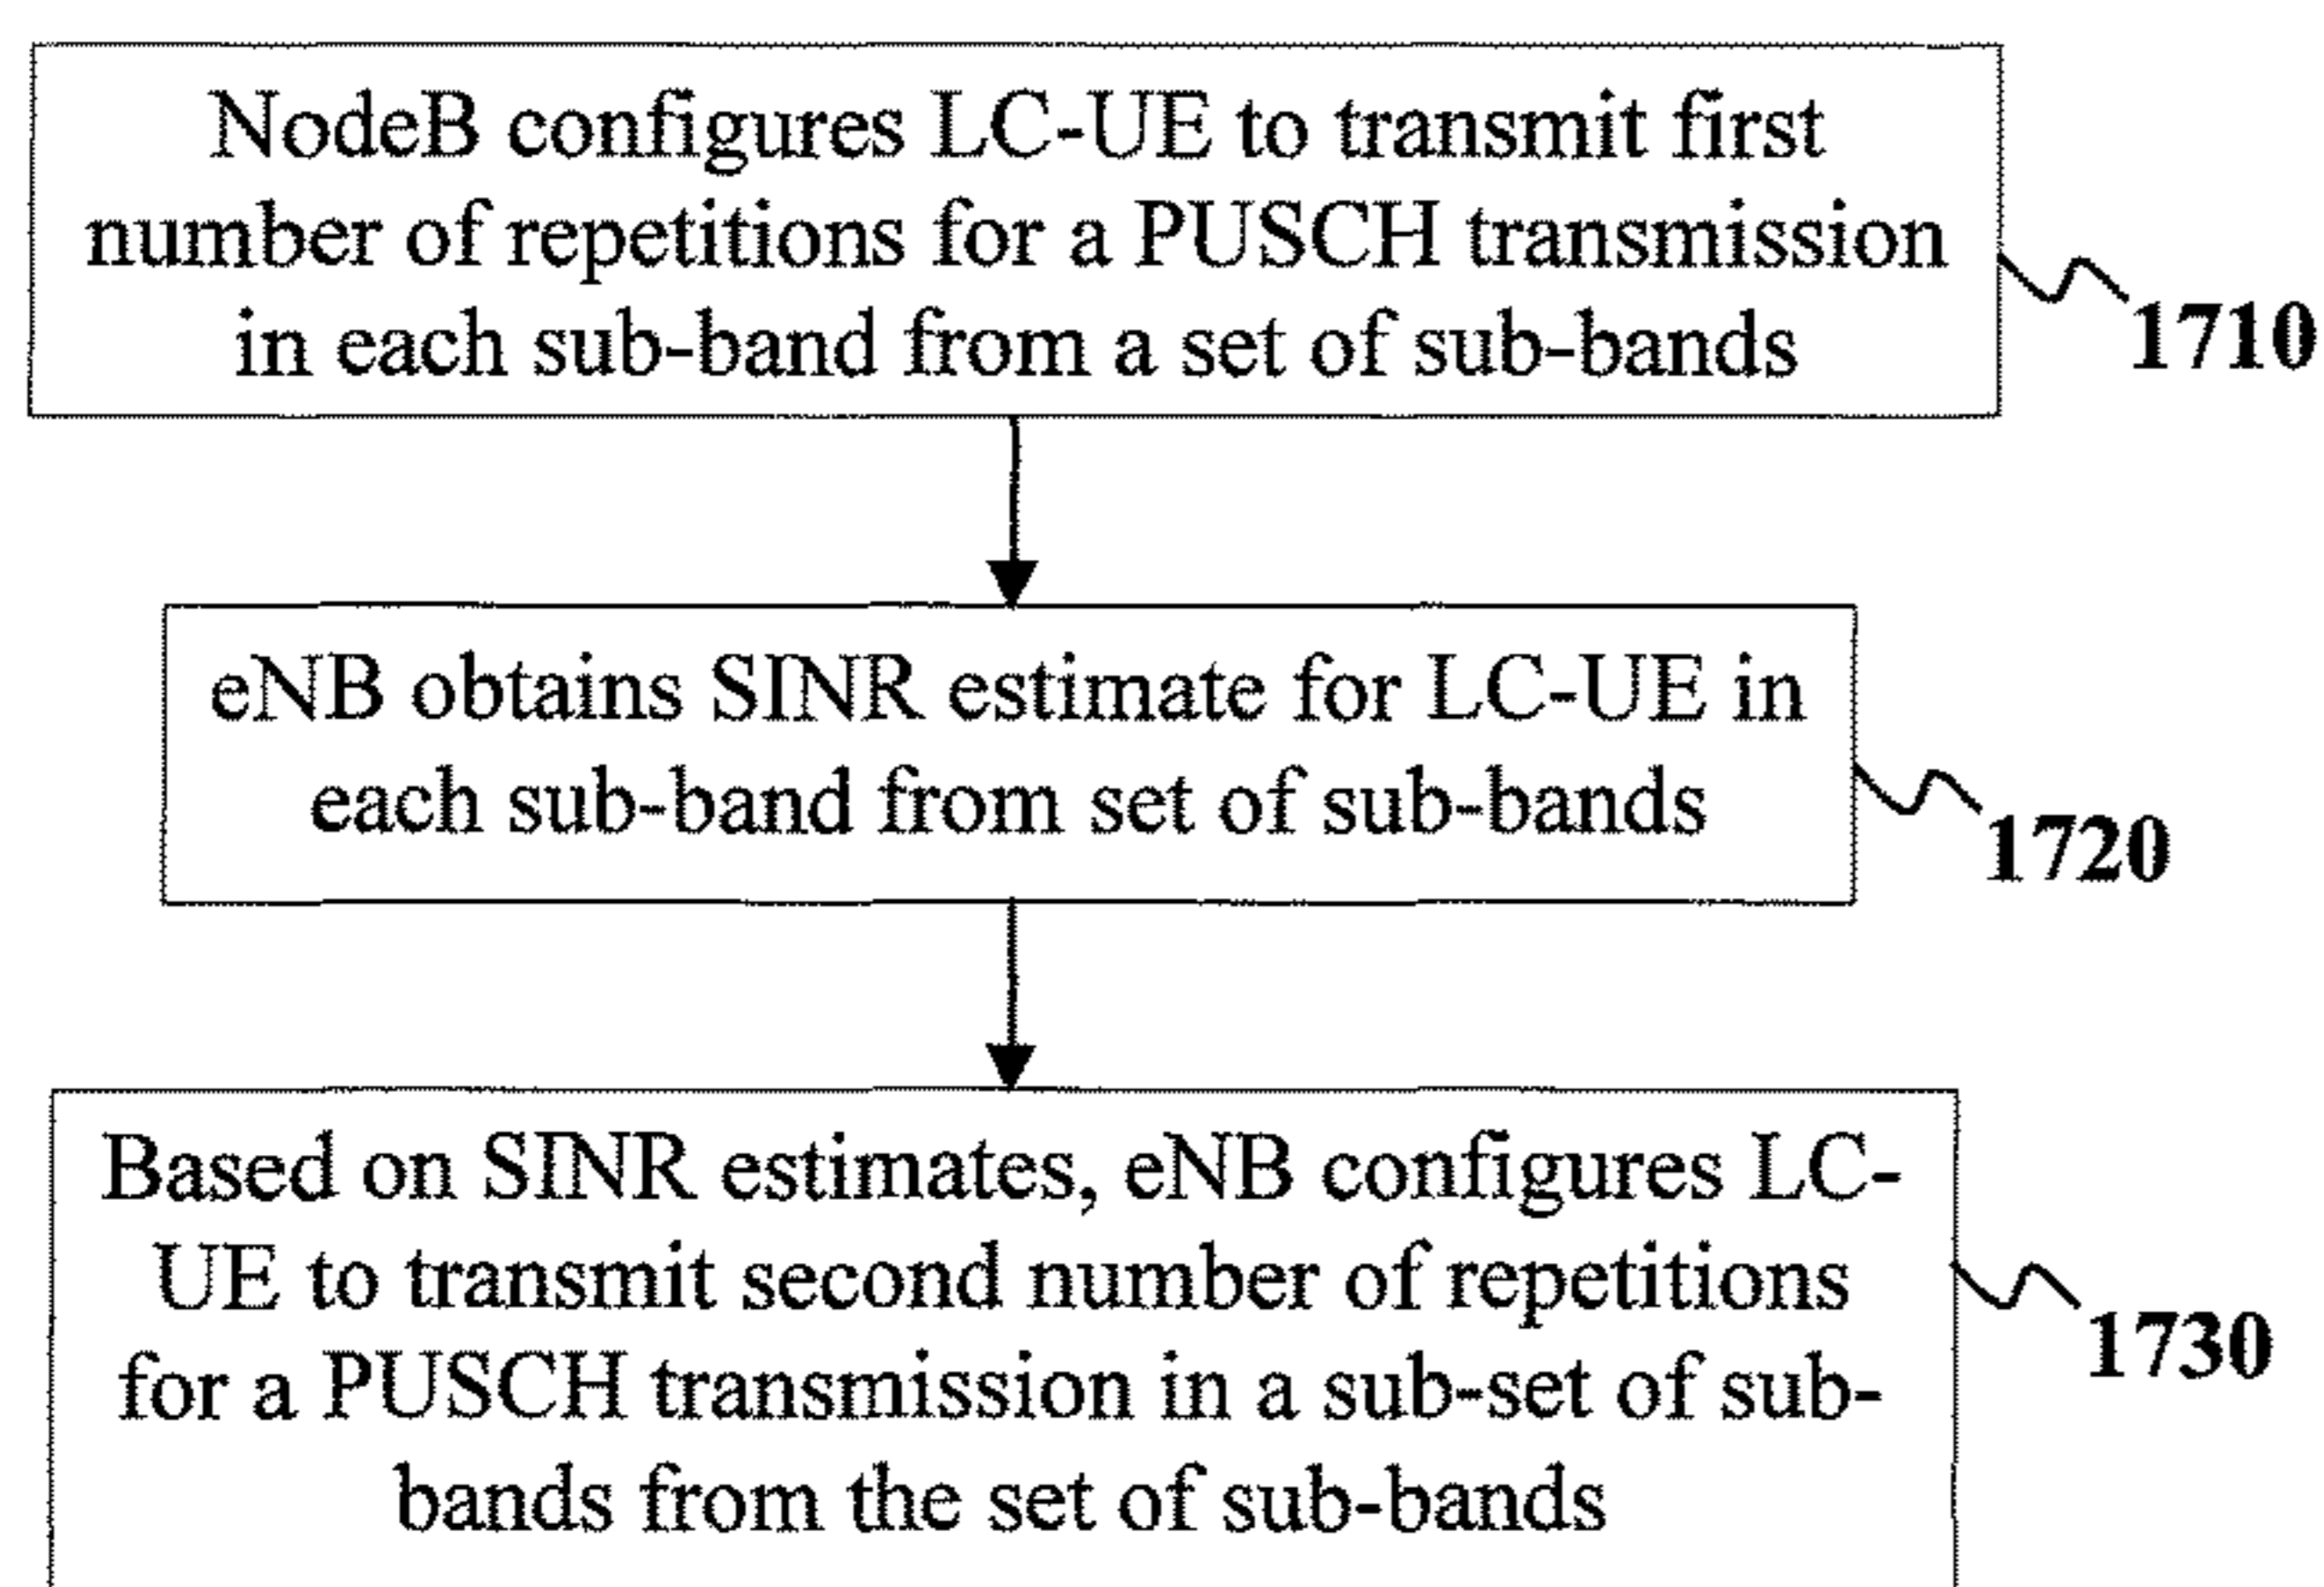 NodeB configures LC-UE to transmit first
number of repetitions for a PUSCH transmission
in each sub-band from a set of sub-bands
1710
eNB obtains SINR estimate for LC-UE in
each sub-band from set of sub-bands
1720
Based on SINR estimates, eNB configures LC-
UE to transmit second number of repetitions
for a PUSCH transmission in a sub-set of sub-
bands from the set of sub-bands
1730